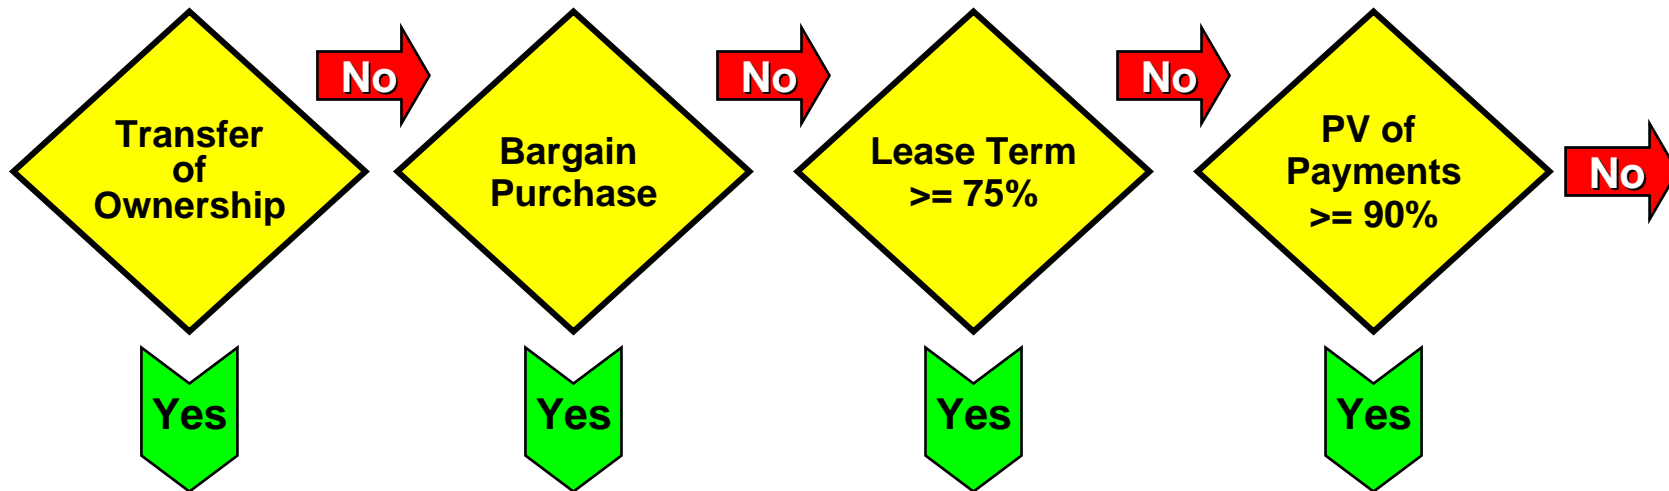 Transfer
of
Ownership
No
Bargain
Purchase
No
Lease Term
>= 75%
No
PV of
Payments
>= 90%
No
Yes
Yes
Yes
Yes